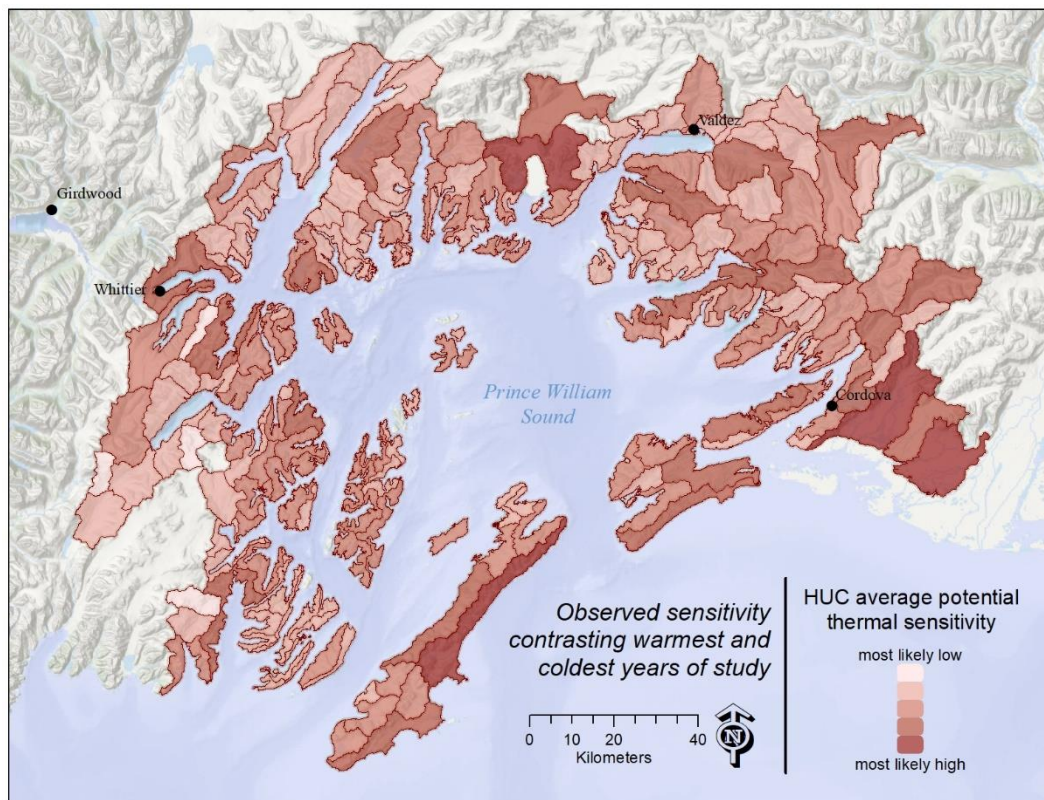 Valdez
Girdwood
Whittier
Prince William
Sound
Cordova
Observed sensitivity
contrasting warmest and
coldest years of study
0 10 20 40
Kilometers
N
HUC average potential
thermal sensitivity
most likely low
most likely high